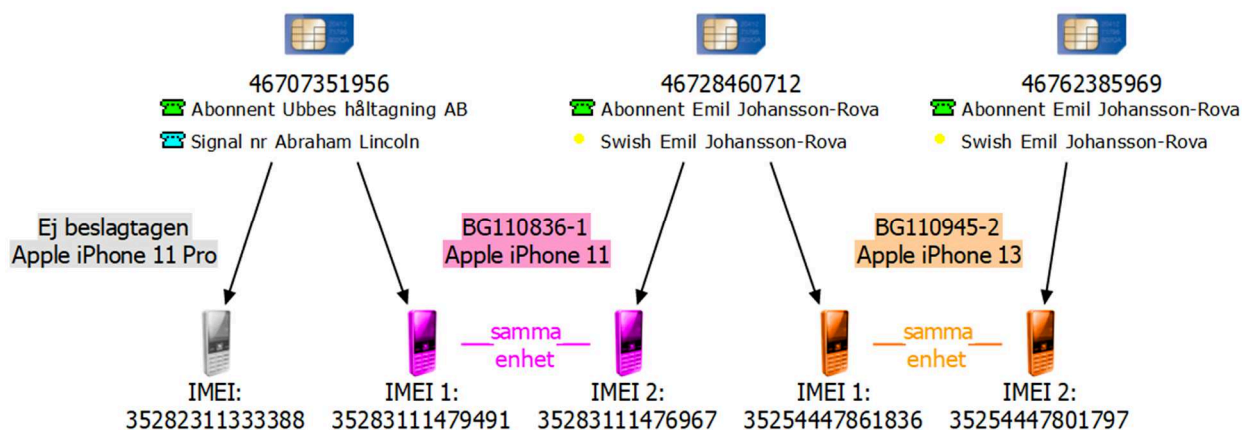 46707351956
Abonnent Ubbes håltagning AB
Signal nr Abraham Lincoln
46728460712
Abonnent Emil Johansson-Rova
Swish Emil Johansson-Rova
46762385969
Abonnent Emil Johansson-Rova
Swish Emil Johansson-Rova
Ej beslagtagen
Apple iPhone 11 Pro
BG110836-1
Apple iPhone 11
BG110945-2
Apple iPhone 13
samma
enhet
samma
enhet
IMEI:
35282311333388
IMEI 1:
35283111479491
IMEI 2:
35283111476967
IMEI 1:
35254447861836
IMEI 2:
35254447801797